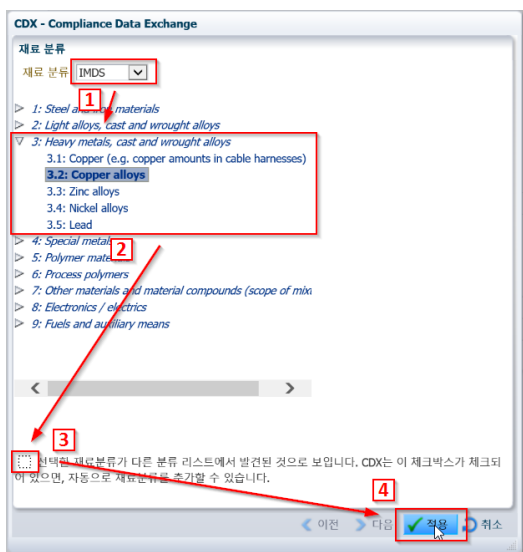 CDX - Compliance Data Exchange
재료 분류
재료 분류 IMDS
1
1: Steel and iron materials
2: Light alloys, cast and wrought alloys
3: Heavy metals, cast and wrought alloys
3.1: Copper (e.g. copper amounts in cable harnesses)
3.2: Copper alloys
3.3: Zinc alloys
3.4: Nickel alloys
3.5: Lead
4: Special metals
2
5: Polymer
6: Process polymers
7: Other materials and material compounds (scope of mix
8: Electronics / electrics
9: Fuels and auxiliary means
3
선택한 재료분류가 다른 분류 리스트에서 발견된 것으로 보입니다. CDX는 이 체크박스가 체크되
어 있으면, 자동으로 재료분류를 추가할 수 있습니다.
4
이전 다음 적용 취소